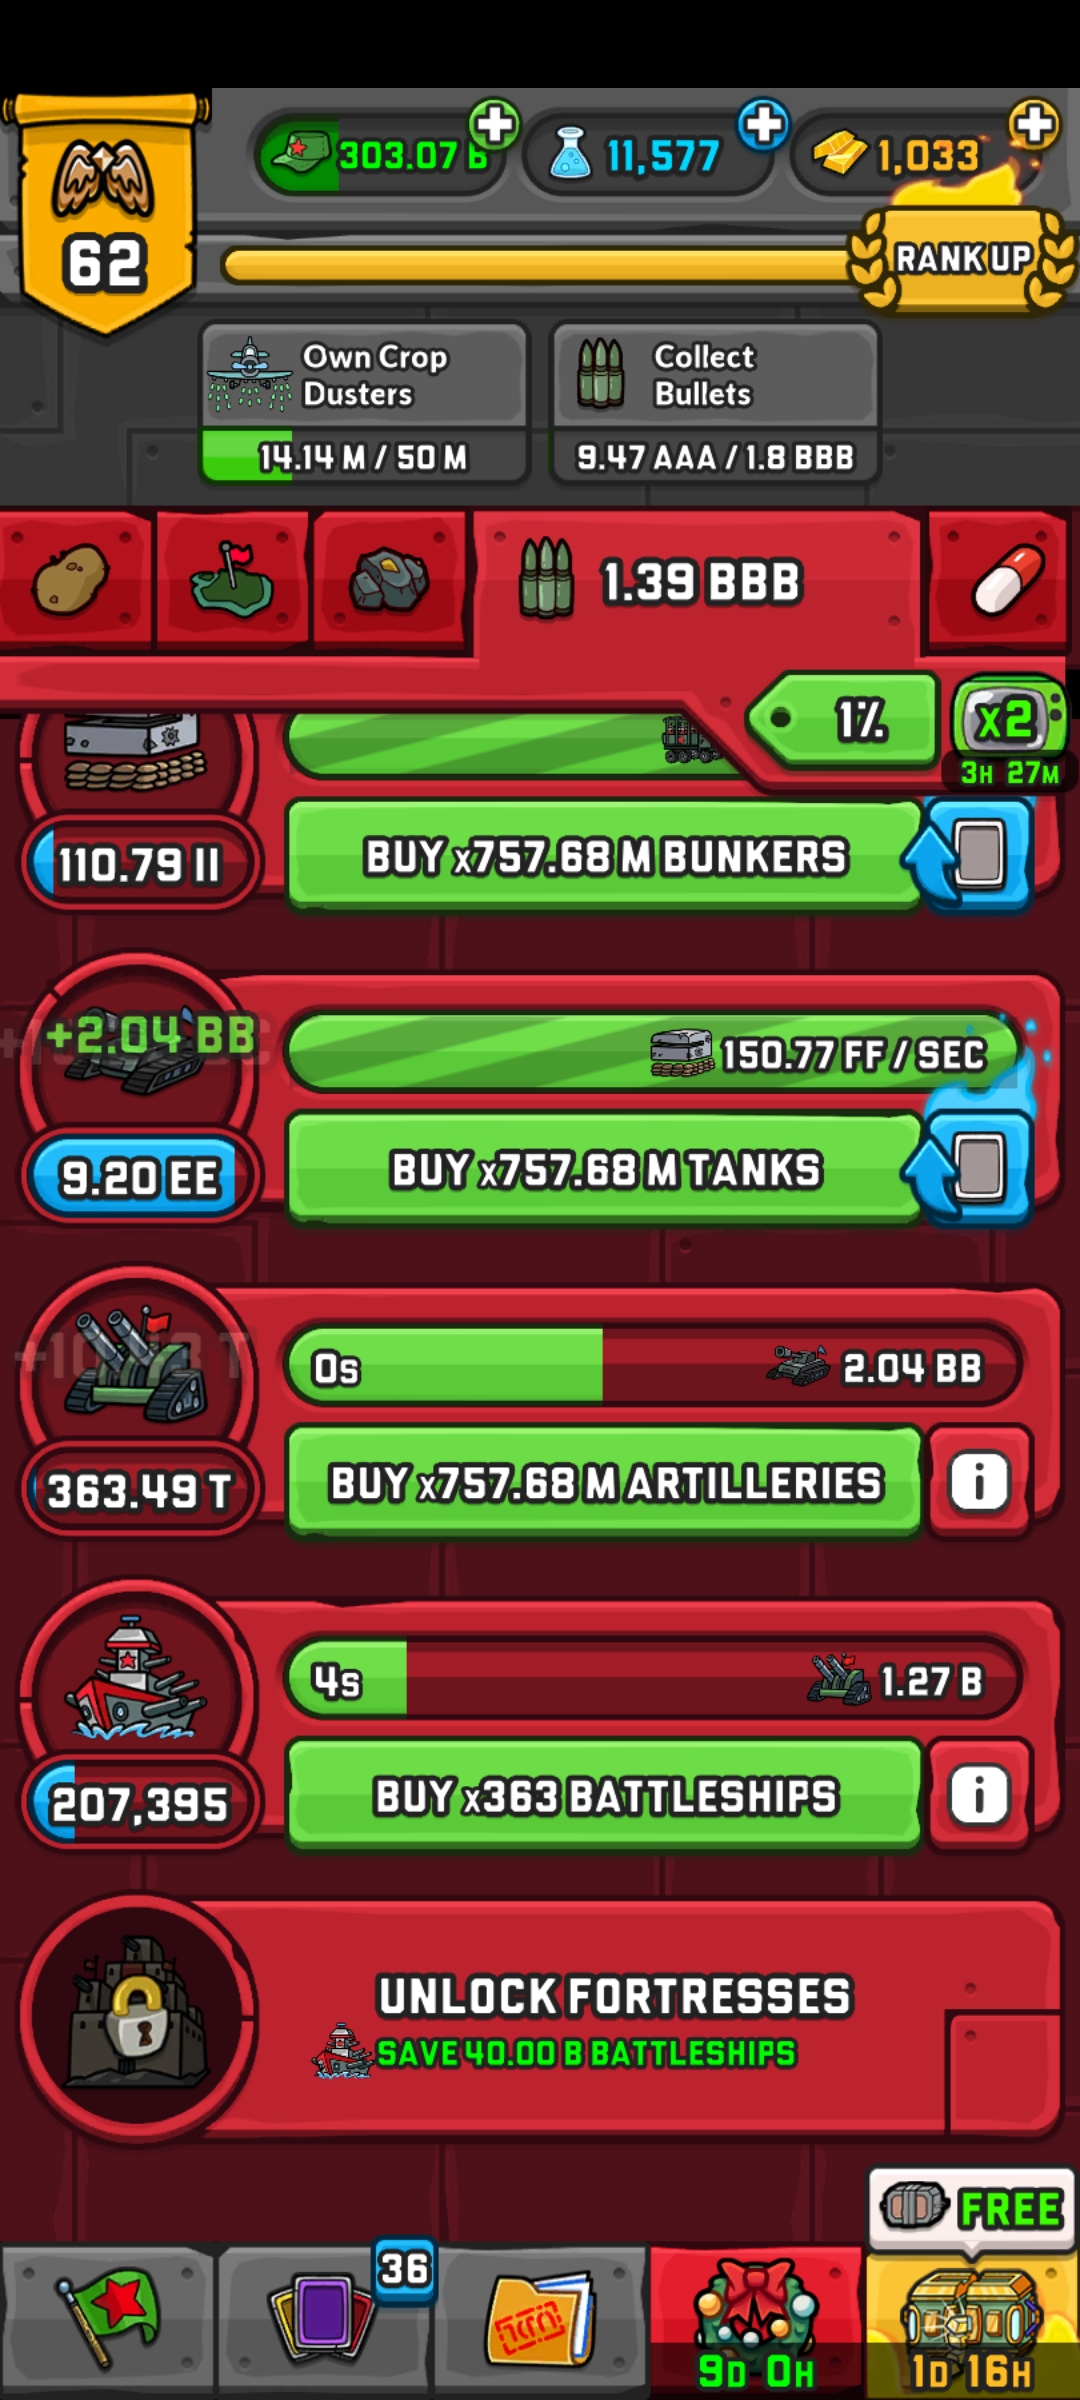 303.07 B
11,577
1,033
62
RANK UP
Own Crop
Dusters
14.14 M / 50 M
Collect
Bullets
9.47 AAA / 1.8 BBB
1.39 BBB
1%
x2
3H 27M
110.79 II
BUY x757.68 M BUNKERS
+2.04 BB
150.77 FF / SEC
9.20 EE
BUY x757.68 M TANKS
0s
2.04 BB
363.49 T
BUY x757.68 M ARTILLERIES
i
4s
1.27 B
207,395
BUY x363 BATTLESHIPS
i
UNLOCK FORTRESSES
SAVE 40.00 B BATTLESHIPS
FREE
36
9D 0H
1D 16H